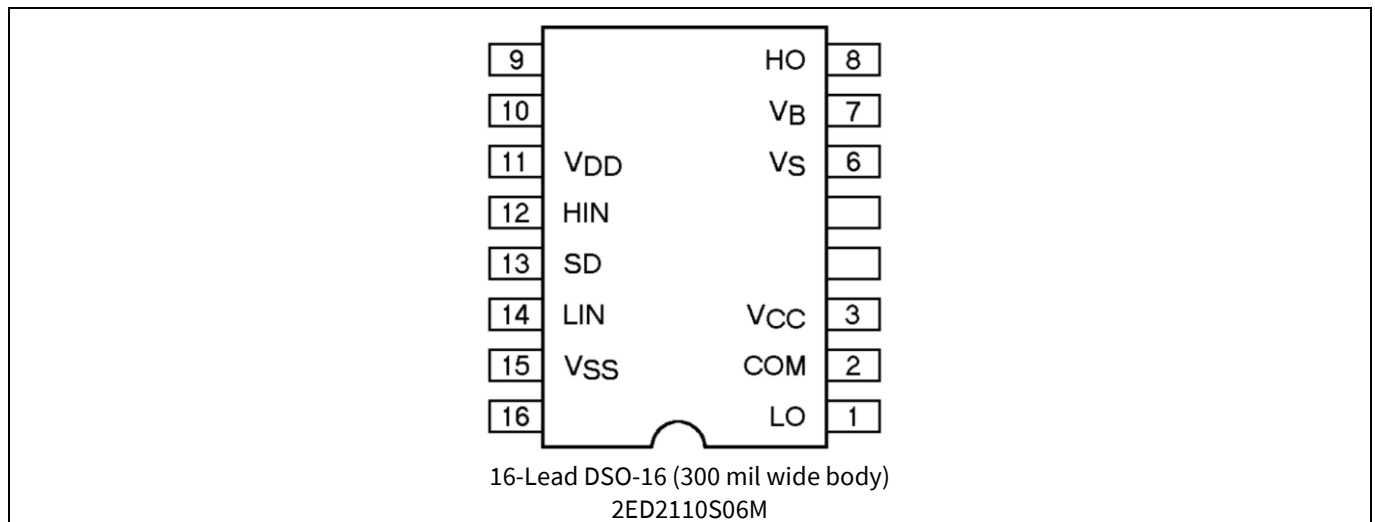 9 HO 8
10 VB 7
11 VDD VS 6
12 HIN
13 SD
14 LIN VCC 3
15 VSS COM 2
16 LO 1
16-Lead DSO-16 (300 mil wide body)
2ED2110S06M